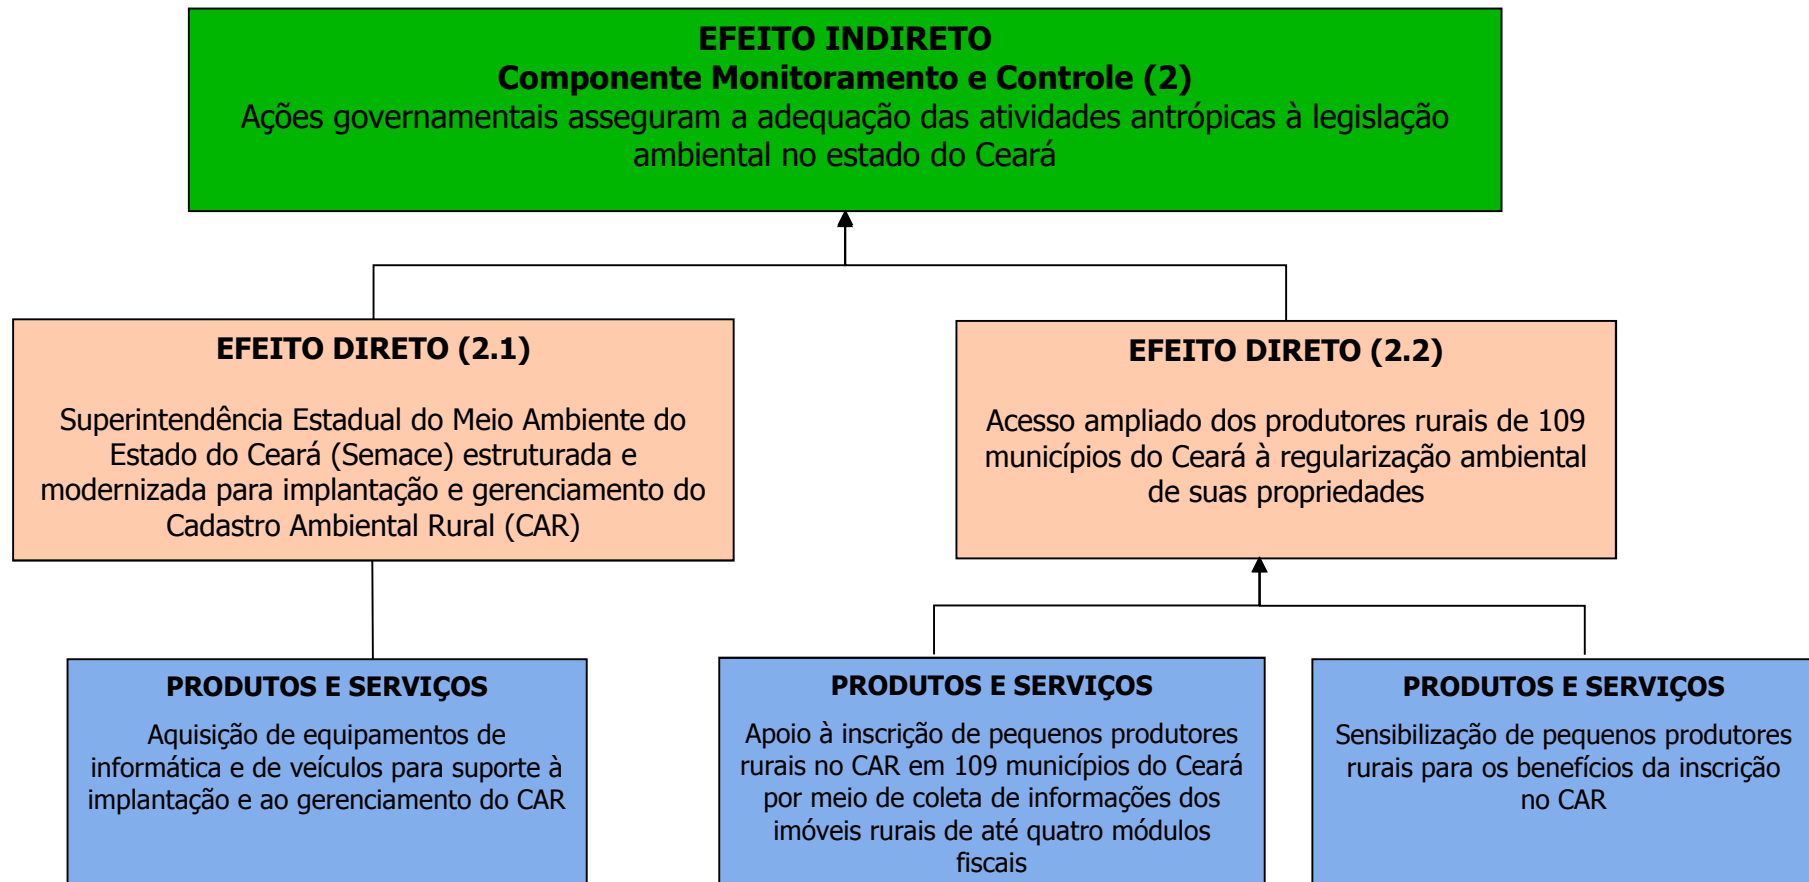 EFEITO INDIRETO
Componente Monitoramento e Controle (2)
Ações governamentais asseguram a adequação das atividades antrópicas à legislação
ambiental no estado do Ceará
EFEITO DIRETO (2.1)
Superintendência Estadual do Meio Ambiente do
Estado do Ceará (Semace) estruturada e
modernizada para implantação e gerenciamento do
Cadastro Ambiental Rural (CAR)
EFEITO DIRETO (2.2)
Acesso ampliado dos produtores rurais de 109
municípios do Ceará à regularização ambiental
de suas propriedades
PRODUTOS E SERVIÇOS
Aquisição de equipamentos de
informática e de veículos para suporte à
implantação e ao gerenciamento do CAR
PRODUTOS E SERVIÇOS
Apoio à inscrição de pequenos produtores
rurais no CAR em 109 municípios do Ceará
por meio de coleta de informações dos
imóveis rurais de até quatro módulos
fiscais
PRODUTOS E SERVIÇOS
Sensibilização de pequenos produtores
rurais para os benefícios da inscrição
no CAR